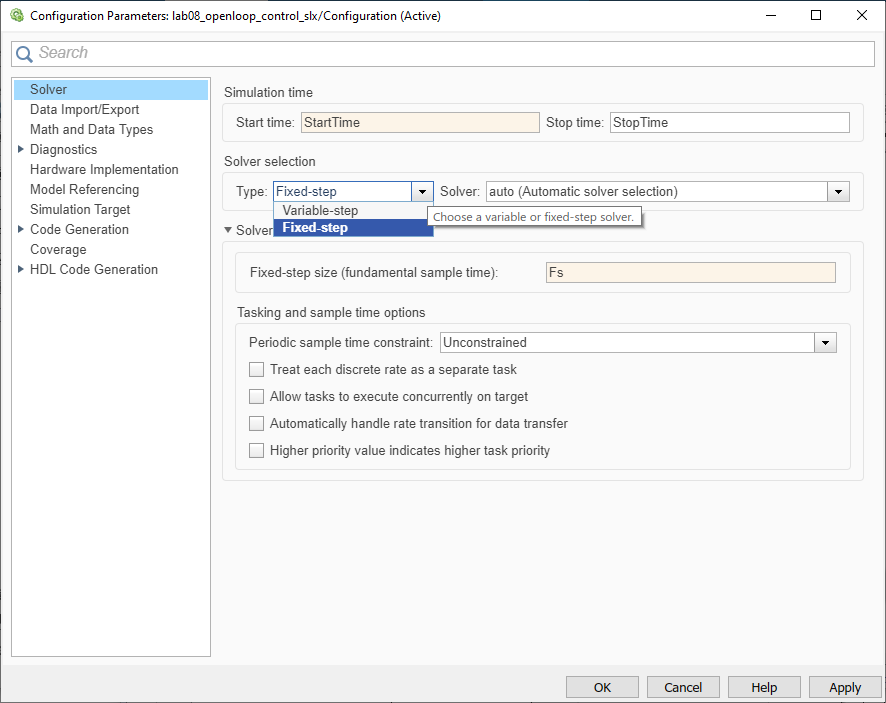 Configuration Parameters: lab08_openloop_control_slx/Configuration (Active)
Search
Solver
Data Import/Export
Math and Data Types
Diagnostics
Hardware Implementation
Model Referencing
Simulation Target
Code Generation
Coverage
HDL Code Generation
Simulation time
Start time: StartTime Stop time: StopTime
Solver selection
Type: Fixed-step Solver: auto (Automatic solver selection)
Variable-step
Fixed-step
Choose a variable or fixed-step solver.
Solver
Fixed-step size (fundamental sample time): Fs
Tasking and sample time options
Periodic sample time constraint: Unconstrained
Treat each discrete rate as a separate task
Allow tasks to execute concurrently on target
Automatically handle rate transition for data transfer
Higher priority value indicates higher task priority
OK Cancel Help Apply